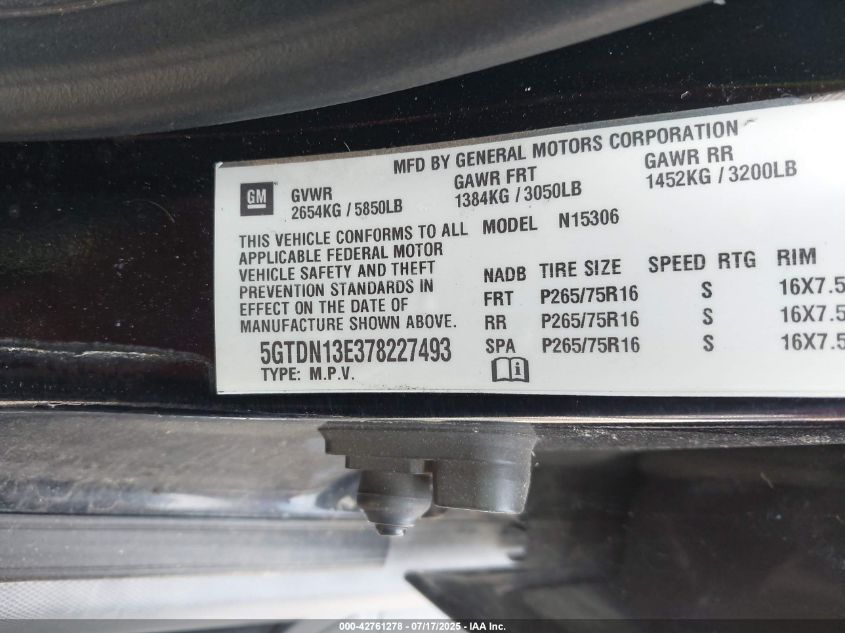 MFD BY GENERAL MOTORS CORPORATION
GM
GVWR GAWR FRT GAWR RR
2654KG / 5850LB 1384KG / 3050LB 1452KG / 3200LB
THIS VEHICLE CONFORMS TO ALL
APPLICABLE FEDERAL MOTOR
VEHICLE SAFETY AND THEFT
PREVENTION STANDARDS IN
EFFECT ON THE DATE OF
MANUFACTURE SHOWN ABOVE.
5GTDN13E378227493
TYPE: M.P.V.
MODEL N15306
NADB TIRE SIZE SPEED RTG RIM
FRT P265/75R16 S 16X7.5
RR P265/75R16 S 16X7.5
SPA P265/75R16 S 16X7.5
000-42761278 - 07/17/2025 - IAA Inc.